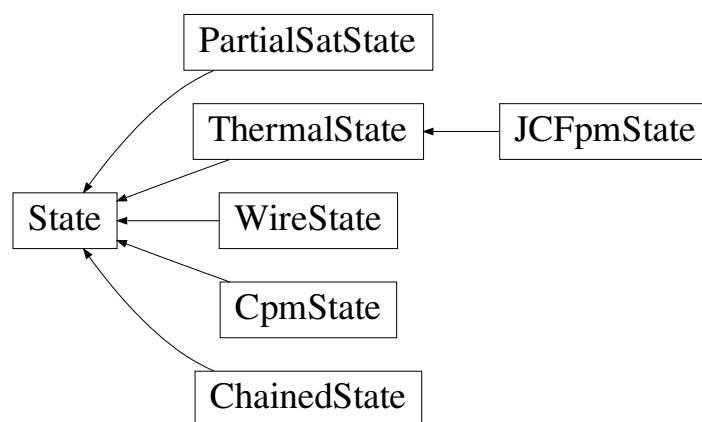 PartialSatState
ThermalState
JCFpmState
State
WireState
CpmState
ChainedState